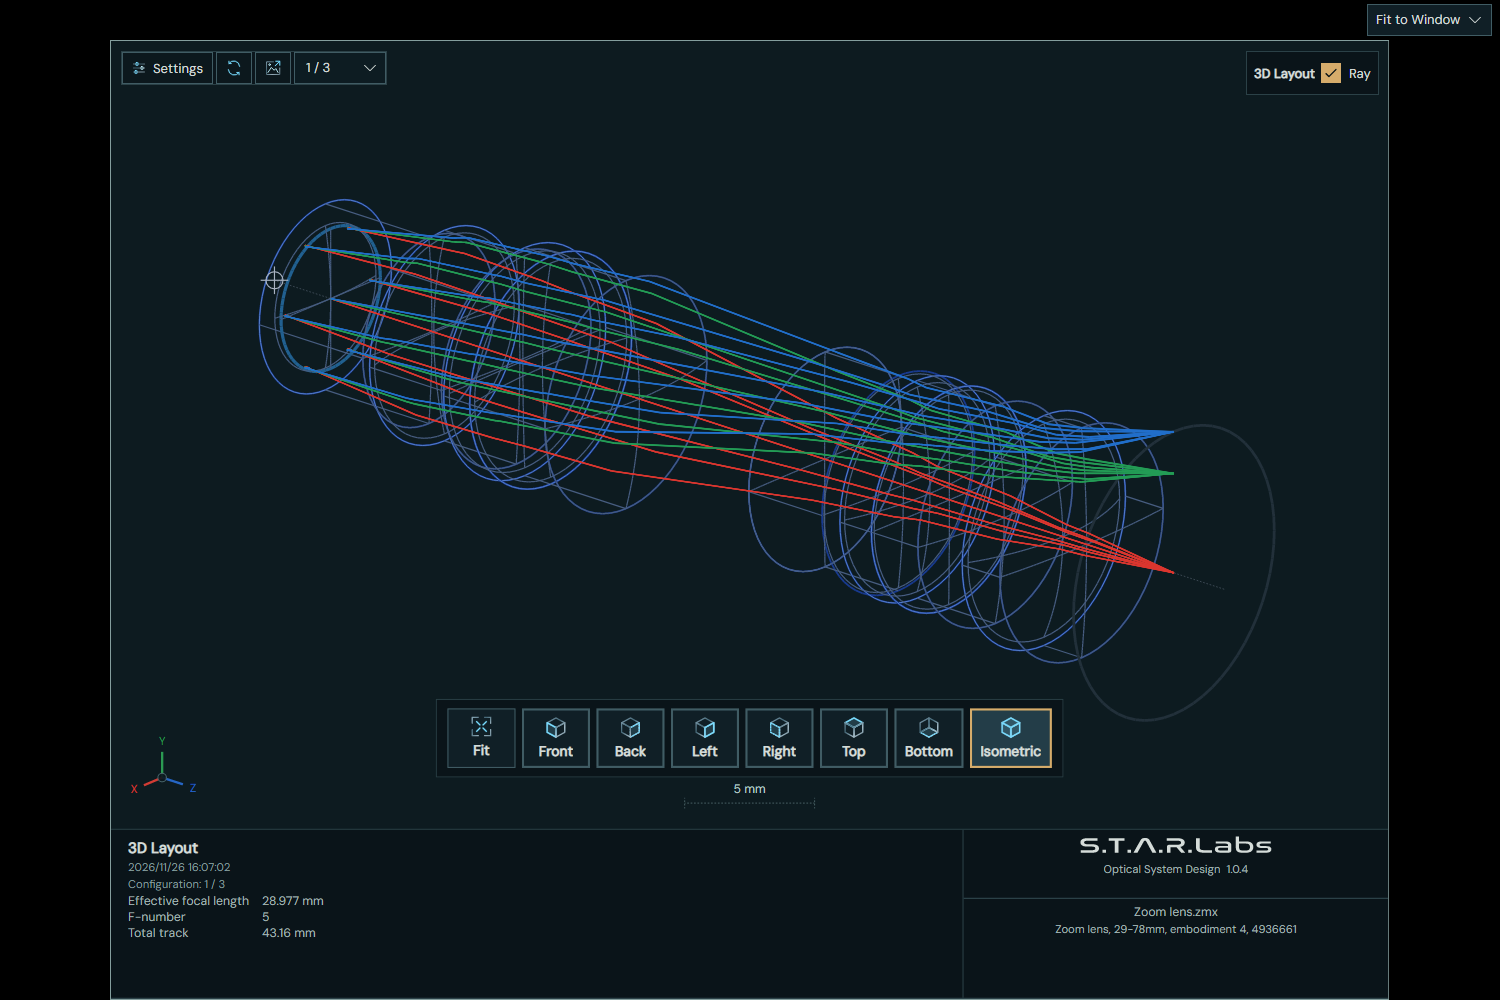 Fit to Window
Settings
1 / 3
3D Layout
Ray
Y
X
Z
Fit
Front
Back
Left
Right
Top
Bottom
Isometric
5 mm
3D Layout
2026/11/26 16:07:02
Configuration: 1 / 3
Effective focal length 28.977 mm
F-number 5
Total track 43.16 mm
S.T.A.R.Labs
Optical System Design 1.0.4
Zoom lens.zmx
Zoom lens, 29-78mm, embodiment 4, 4936661